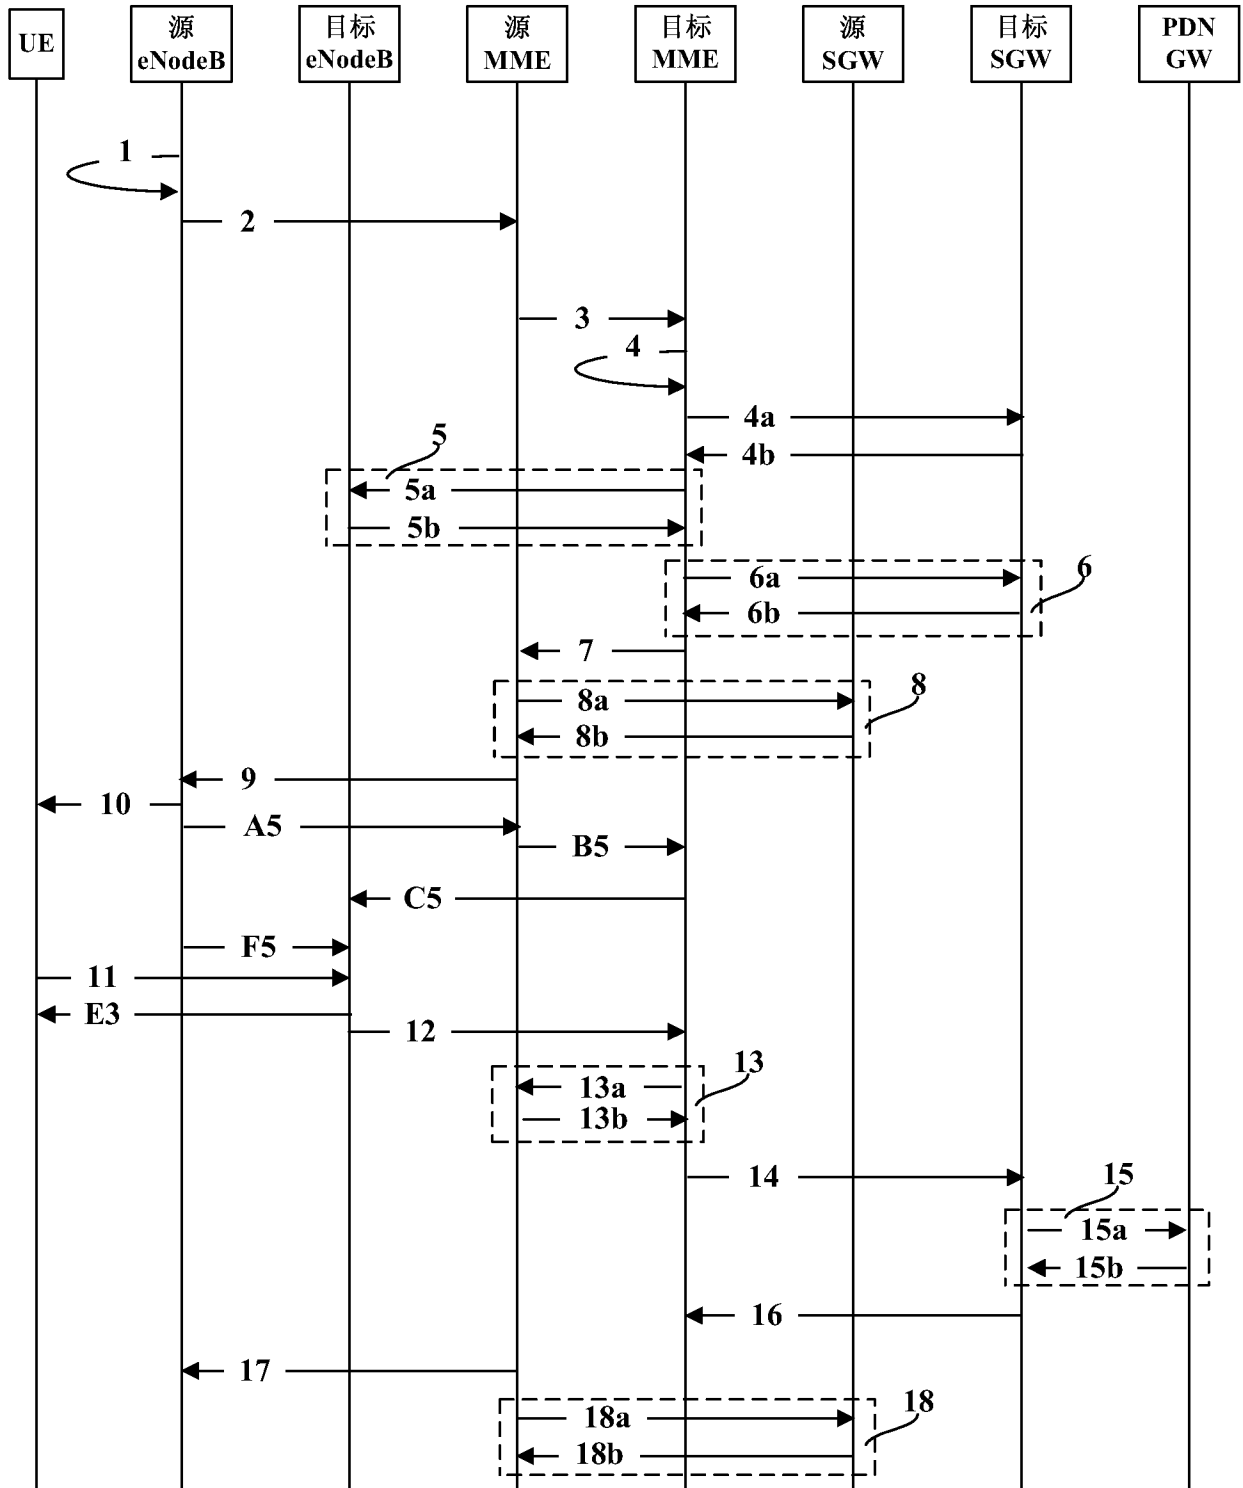 UE
源
eNodeB
目标
eNodeB
源
MME
目标
MME
源
SGW
目标
SGW
PDN
GW
1
2
3
4
4a
4b
5
5a
5b
6a
6
6b
7
8a
8
8b
9
10
A5
B5
C5
F5
11
E3
12
13
13a
13b
14
15
15a
15b
16
17
18
18a
18b